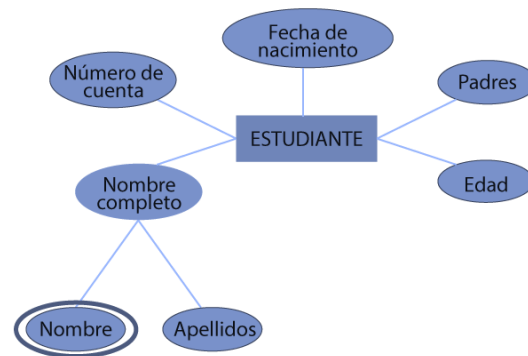 Fecha de
nacimiento
Número de
cuenta
Padres
ESTUDIANTE
Nombre
completo
Edad
Nombre
Apellidos